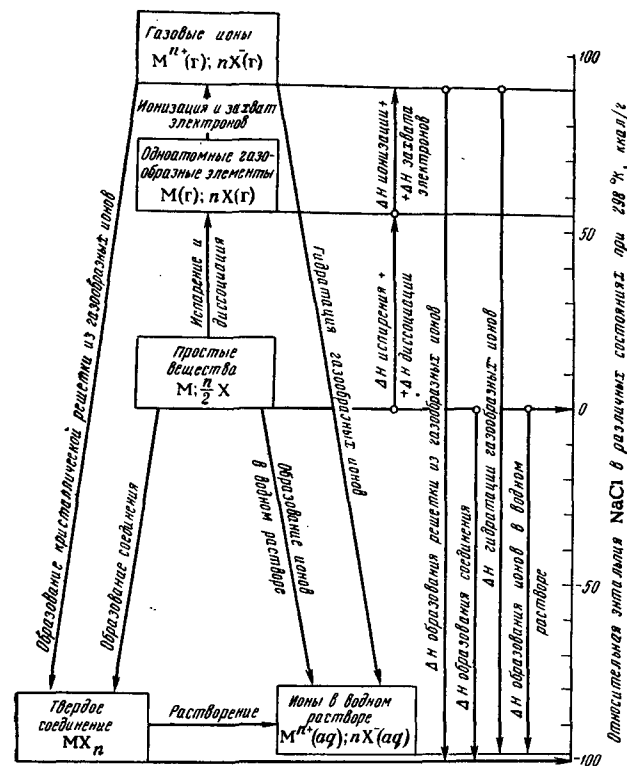 Газовые ионы
Mⁿ⁺(г); nX⁻(г)
Ионизация и захват
электронов
Одноатомные газо-
образные элементы
M(г); nX(г)
Испарение и
диссоциация
Простые
вещества
M; n/2 X
Образование кристаллической решетки из газообразных ионов
Образование соединения
Образование ионов
в водном растворе
Гидратация газообразных ионов
Твердое
соединение
MXₙ
Растворение
Ионы в водном
растворе
Mⁿ⁺(aq); nX⁻(aq)
ΔH ионизации+
+ΔH захвата
электронов
ΔH испирения +
+ΔH диссоциации
ΔH образования решетки из газообразных ионов
ΔH образования соединения
ΔH гидратации газообразных ионов
ΔH образования ионов в водном
растворе
100
50
0
-50
-100
Относительная энтальпия NaCl в различных состояниях при 298 °К, ккал/г